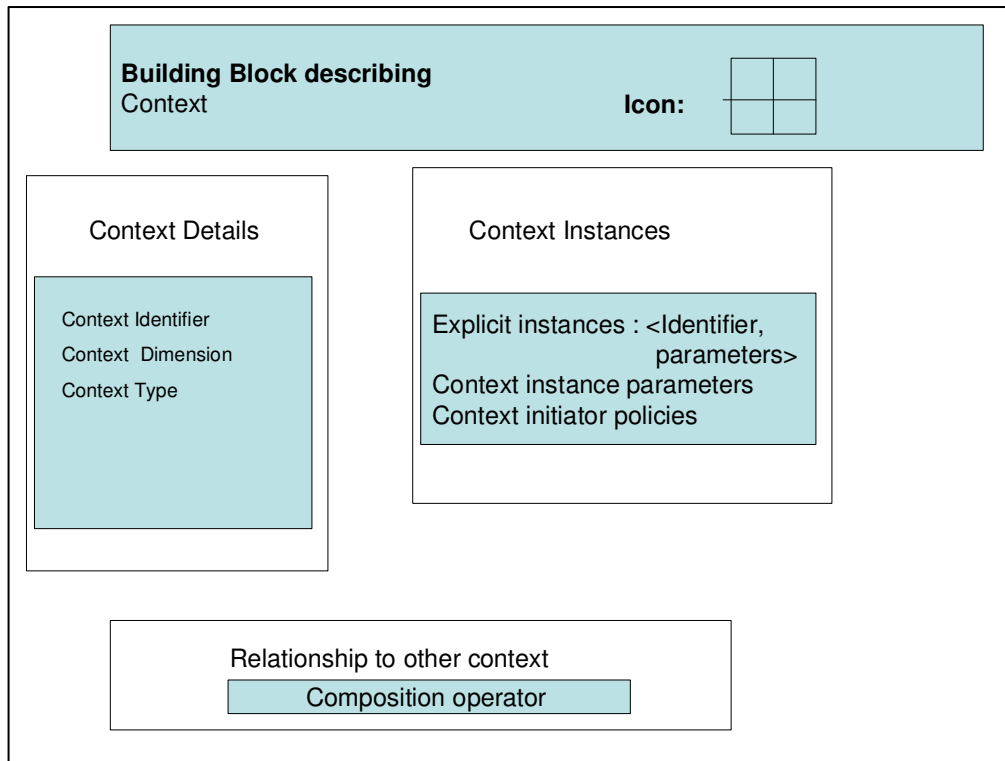 Building Block describing
Context
Icon:
Context Details
Context Identifier
Context Dimension
Context Type
Context Instances
Explicit instances : <Identifier,
parameters>
Context instance parameters
Context initiator policies
Relationship to other context
Composition operator